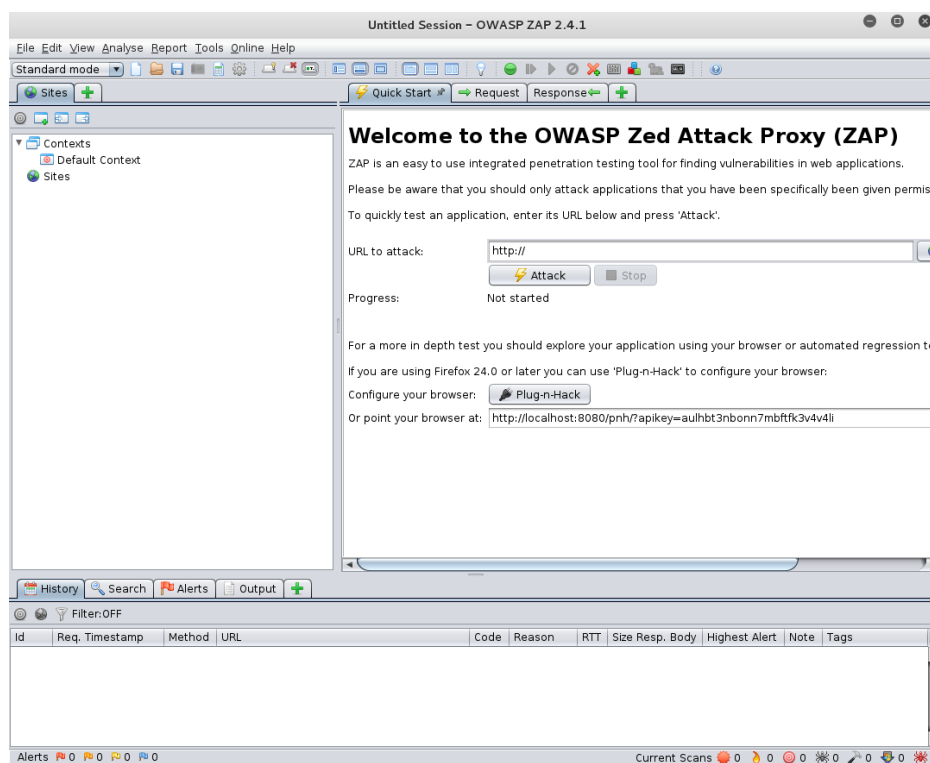 Untitled Session – OWASP ZAP 2.4.1
File Edit View Analyse Report Tools Online Help
Standard mode
Sites
Quick Start Request Response
Contexts
Default Context
Sites
Welcome to the OWASP Zed Attack Proxy (ZAP)
ZAP is an easy to use integrated penetration testing tool for finding vulnerabilities in web applications.
Please be aware that you should only attack applications that you have been specifically been given permis
To quickly test an application, enter its URL below and press 'Attack'.
URL to attack: http://
Attack Stop
Progress: Not started
For a more in depth test you should explore your application using your browser or automated regression te
If you are using Firefox 24.0 or later you can use 'Plug-n-Hack' to configure your browser:
Configure your browser: Plug-n-Hack
Or point your browser at: http://localhost:8080/pnh/?apikey=aulhbt3nbonn7mbftfk3v4v4li
History Search Alerts Output
Filter:OFF
Id Req. Timestamp Method URL Code Reason RTT Size Resp. Body Highest Alert Note Tags
Alerts 0 0 0 0 Current Scans 0 0 0 0 0 0